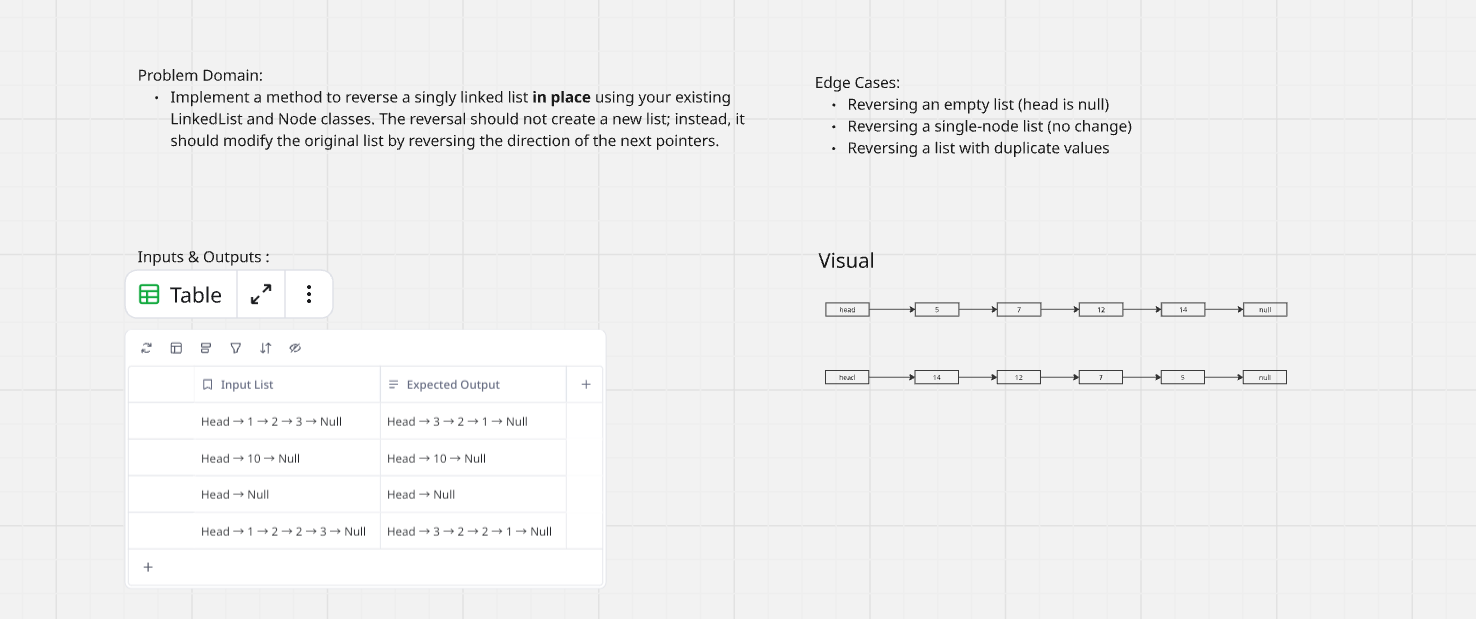 Problem Domain:
• Implement a method to reverse a singly linked list in place using your existing
LinkedList and Node classes. The reversal should not create a new list; instead, it
should modify the original list by reversing the direction of the next pointers.
Edge Cases:
• Reversing an empty list (head is null)
• Reversing a single-node list (no change)
• Reversing a list with duplicate values
Inputs & Outputs :
Table
Input List Expected Output
Head → 1 → 2 → 3 → Null Head → 3 → 2 → 1 → Null
Head → 10 → Null Head → 10 → Null
Head → Null Head → Null
Head → 1 → 2 → 2 → 3 → Null Head → 3 → 2 → 2 → 1 → Null
Visual
head 5 7 12 14 null
head 14 12 7 5 null